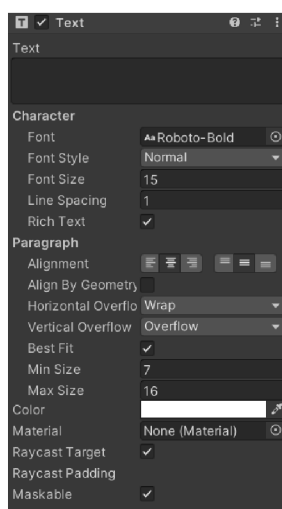 Text
Text
Character
Font Aa Roboto-Bold
Font Style Normal
Font Size 15
Line Spacing 1
Rich Text
Paragraph
Alignment
Align By Geometry
Horizontal Overflo Wrap
Vertical Overflow Overflow
Best Fit
Min Size 7
Max Size 16
Color
Material None (Material)
Raycast Target
Raycast Padding
Maskable